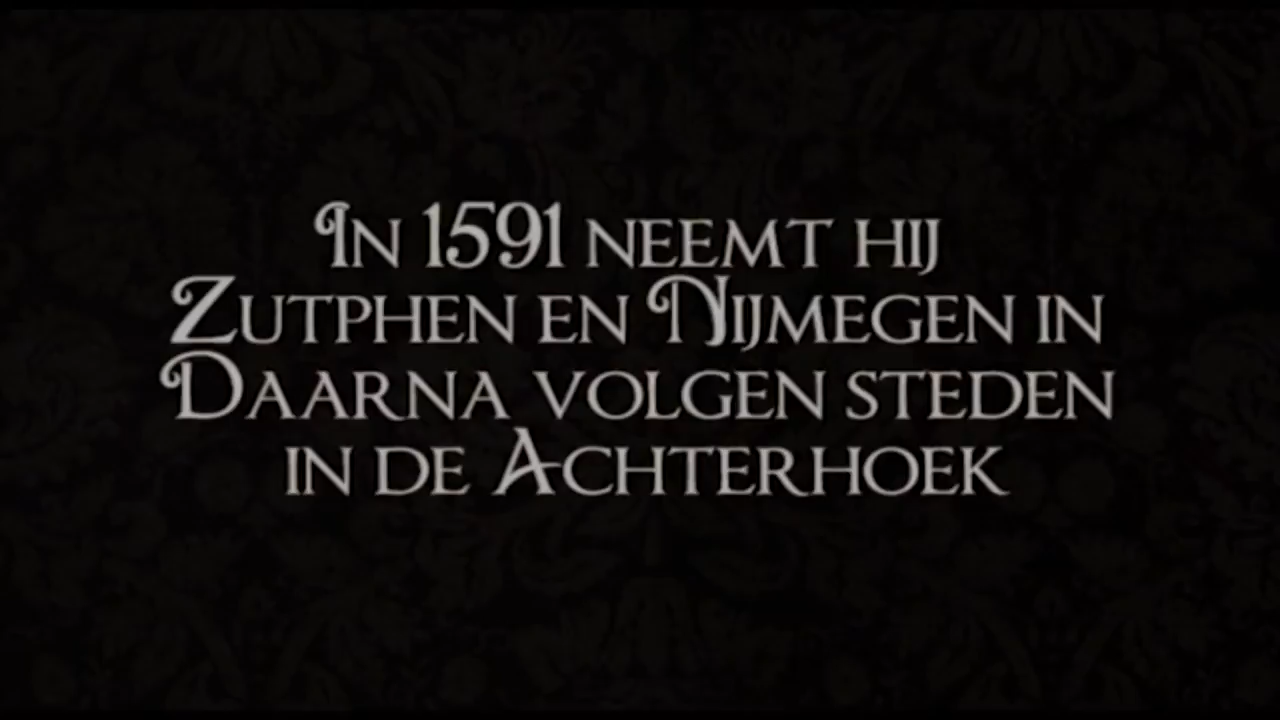 In 1591 neemt hij
Zutphen en Nijmegen in
Daarna volgen steden
in de Achterhoek